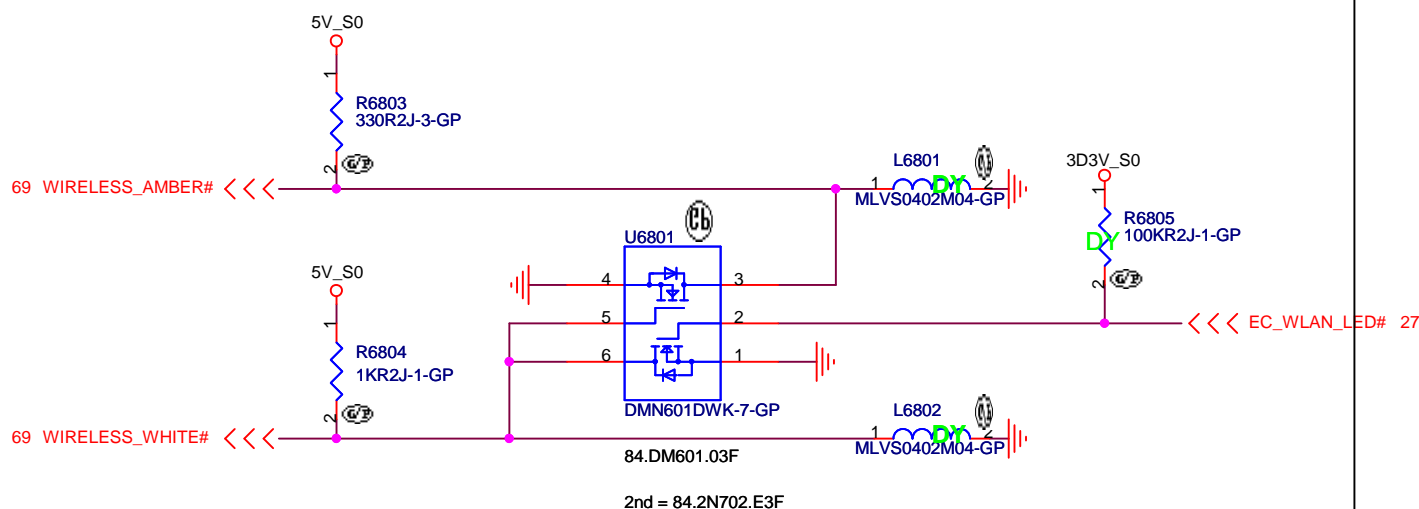 5V_S0
1
R6803
330R2J-3-GP
2
69 WIRELESS_AMBER#
L6801
1
DY
2
MLVS0402M04-GP
3D3V_S0
1
R6805
100KR2J-1-GP
DY
2
U6801
4
3
5
2
6
1
DMN601DWK-7-GP
EC_WLAN_LED# 27
5V_S0
1
R6804
1KR2J-1-GP
2
69 WIRELESS_WHITE#
L6802
1
DY
2
MLVS0402M04-GP
84.DM601.03F
2nd = 84.2N702.E3F